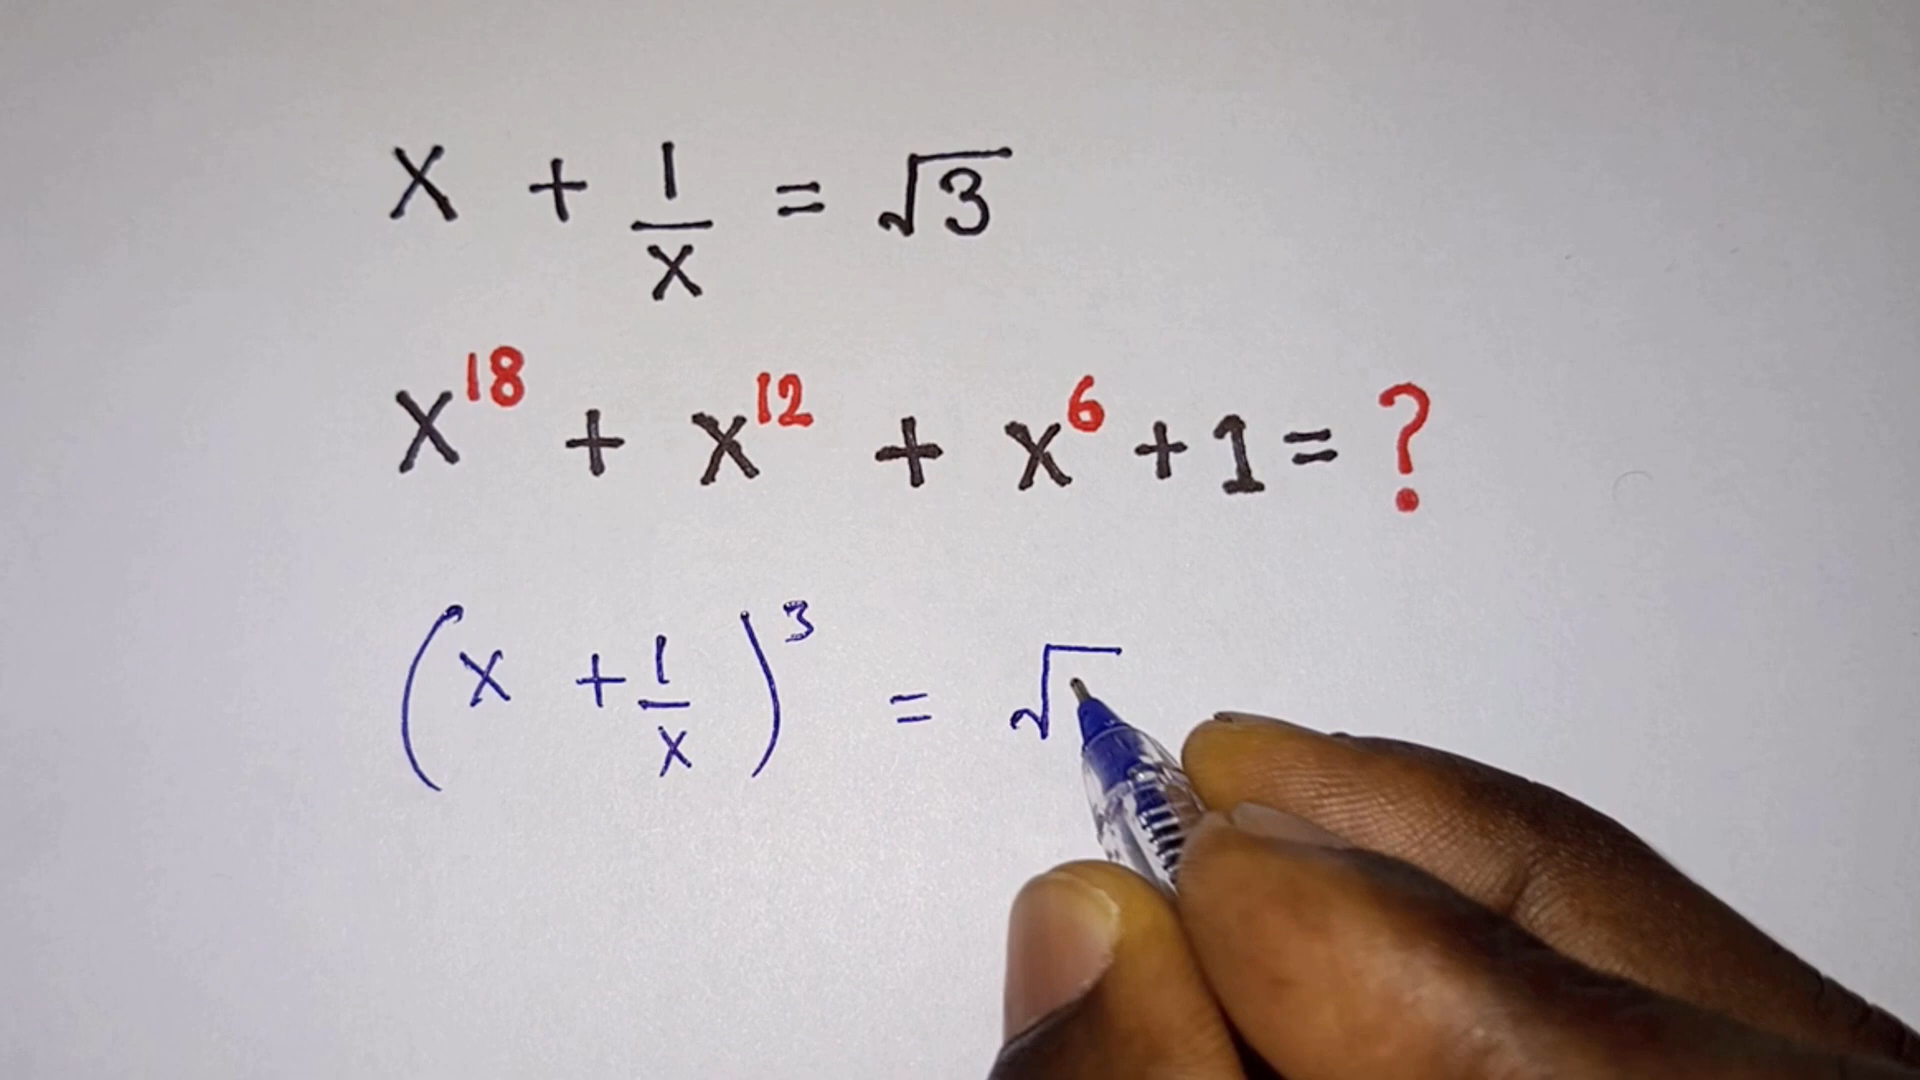 x + 1/x = √3
x^18 + x^12 + x^6 + 1 = ?
(x + 1/x)^3 = √